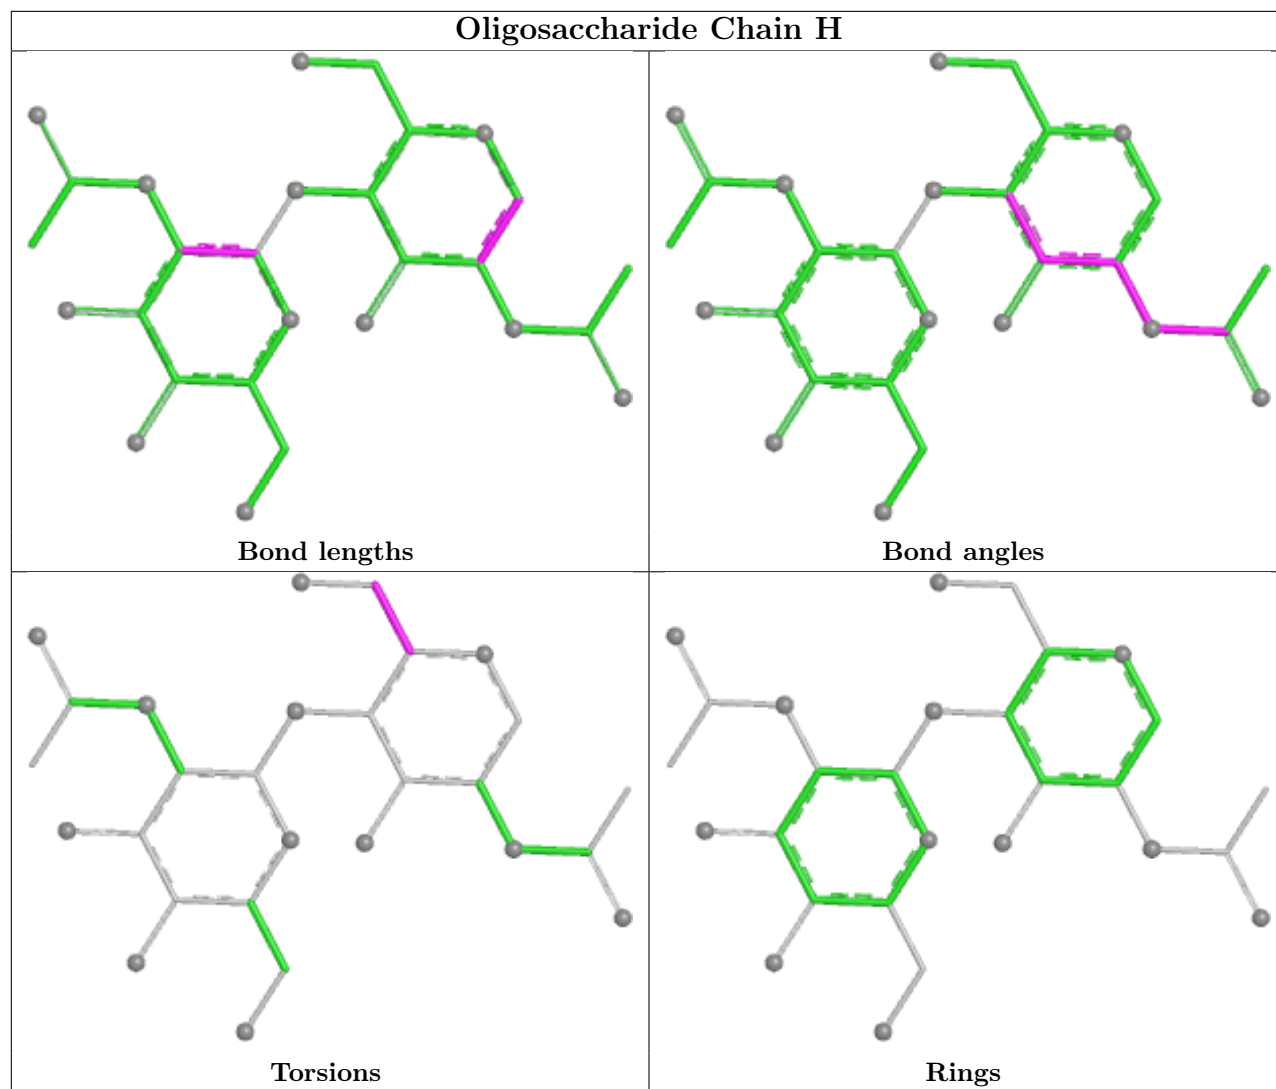 Oligosaccharide Chain H
Bond lengths
Bond angles
Torsions
Rings